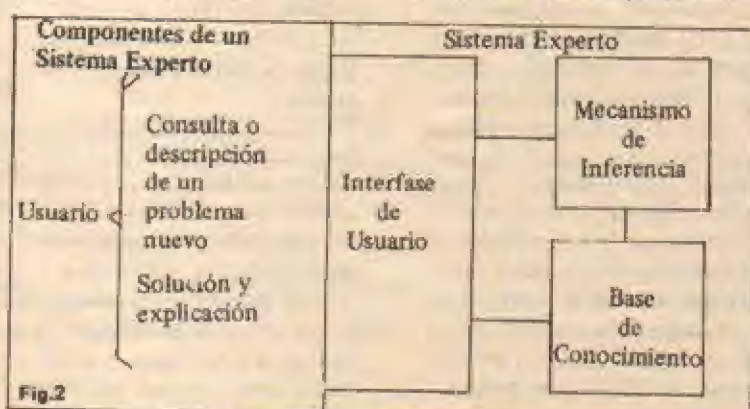 Componentes de un
Sistema Experto
Usuario
Consulta o
descripción
de un
problema
nuevo
Solución y
explicación
Sistema Experto
Interfase
de
Usuario
Mecanismo
de
Inferencia
Base
de
Conocimiento
Fig.2